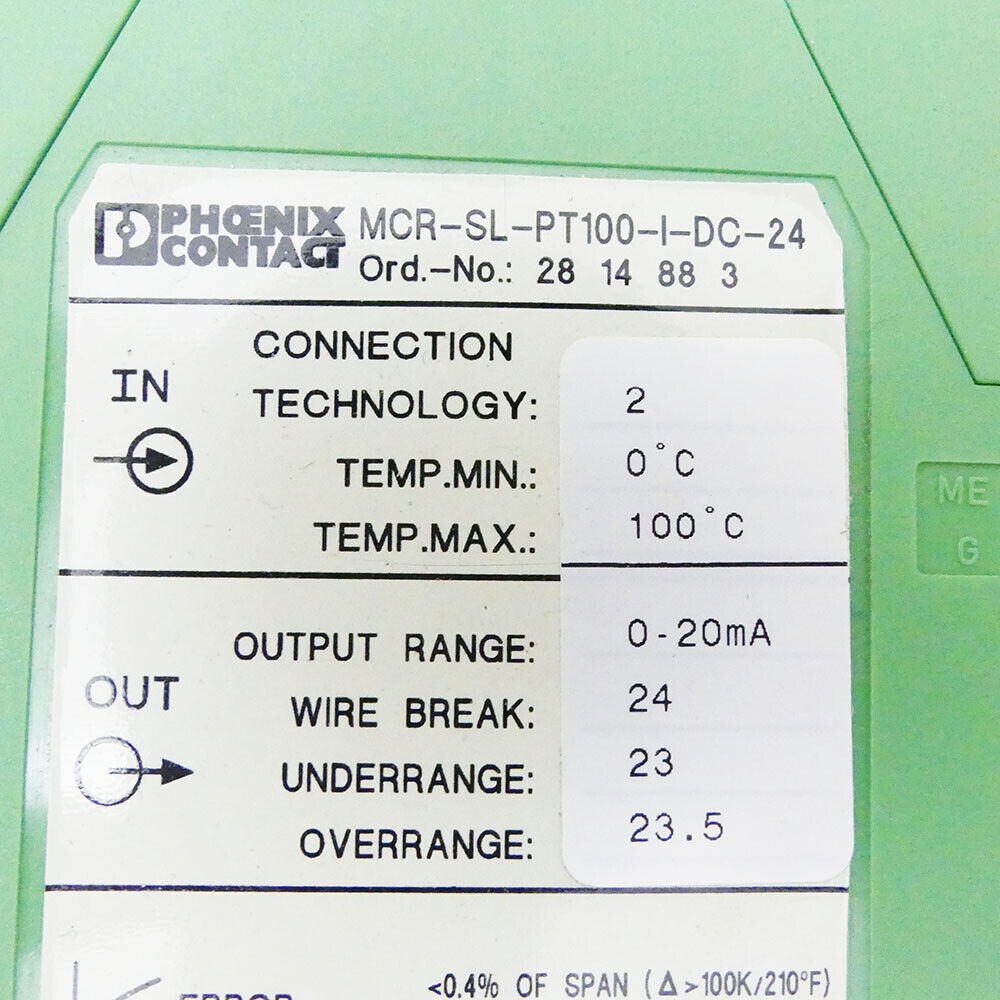 PHŒNIX CONTACT MCR-SL-PT100-I-DC-24
Ord.-No.: 28 14 88 3
IN
CONNECTION
TECHNOLOGY: 2
TEMP.MIN.: 0°C
TEMP.MAX.: 100°C
OUT
OUTPUT RANGE: 0-20mA
WIRE BREAK: 24
UNDERRANGE: 23
OVERRANGE: 23.5
ERROR <0.4% OF SPAN (Δ>100K/210°F)
ME
G